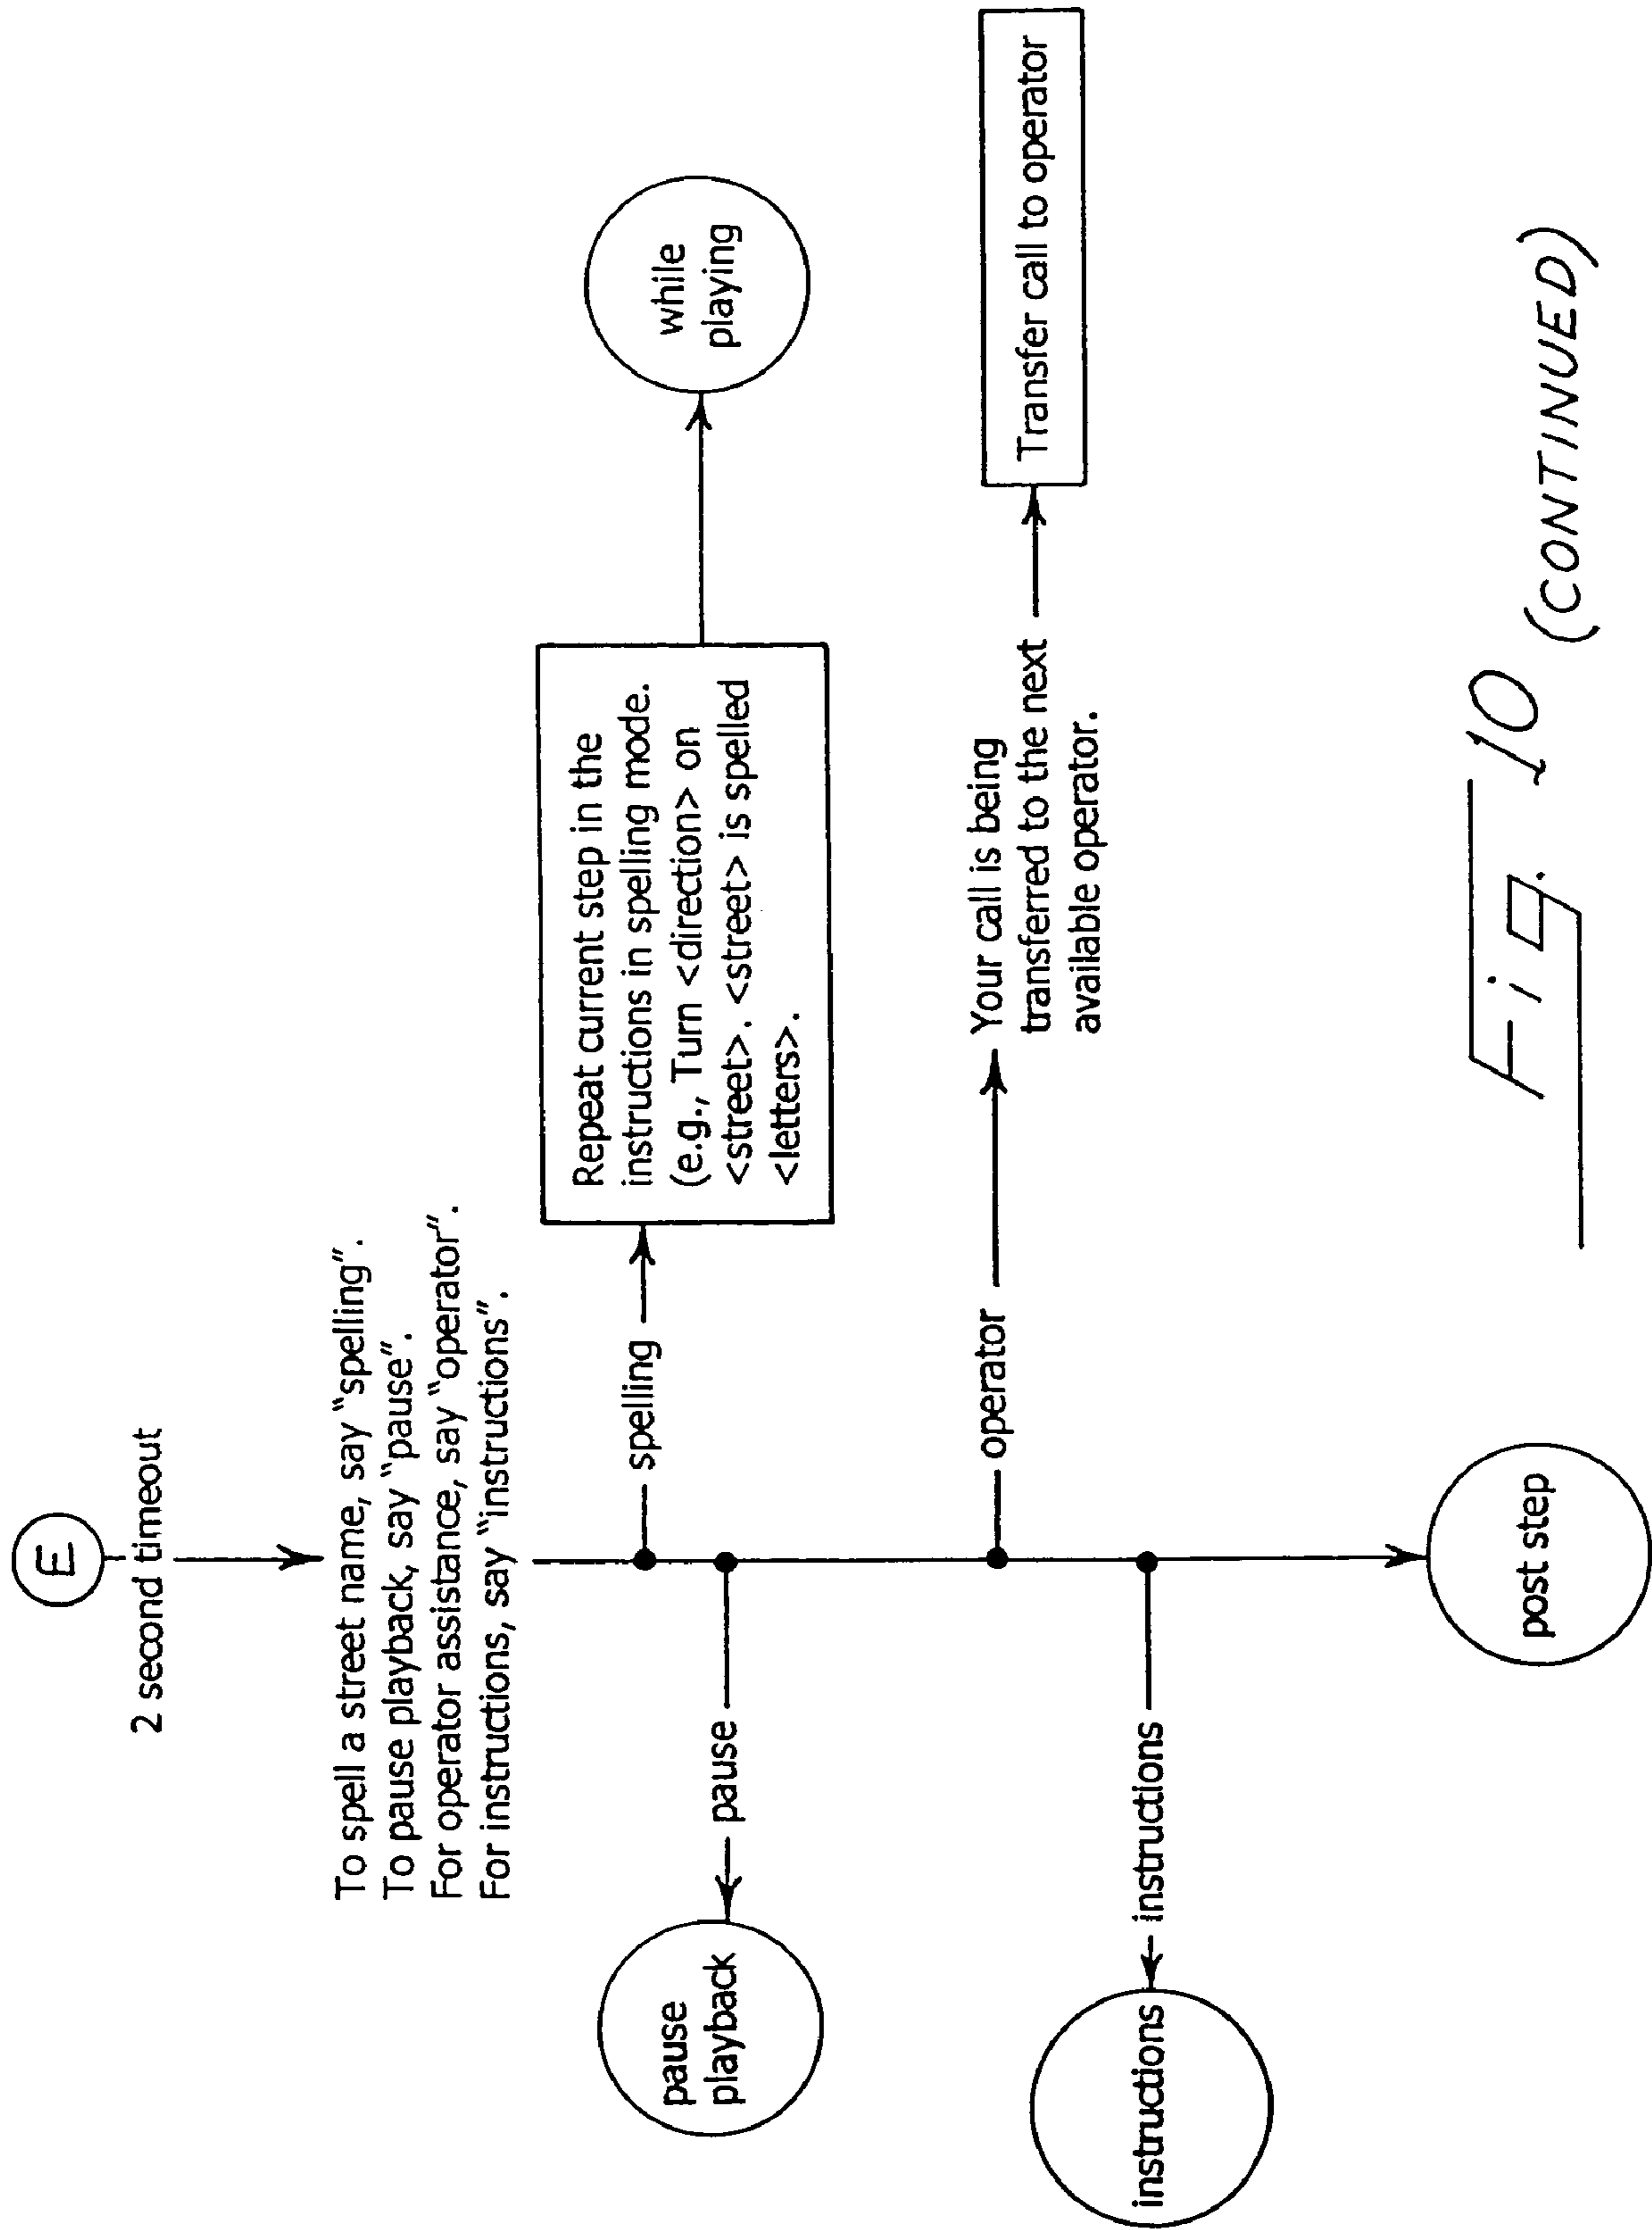 E
2 second timeout
To spell a street name, say "spelling".
To pause playback, say "pause".
For operator assistance, say "operator".
For instructions, say "instructions".
spelling
Repeat current step in the
instructions in spelling mode.
(e.g., Turn <direction> on
<street>. <street> is spelled
<letters>.
while
playing
pause
pause
playback
operator
Your call is being
transferred to the next
available operator.
Transfer call to operator
instructions
instructions
post step
Fig. 10 (CONTINUED)